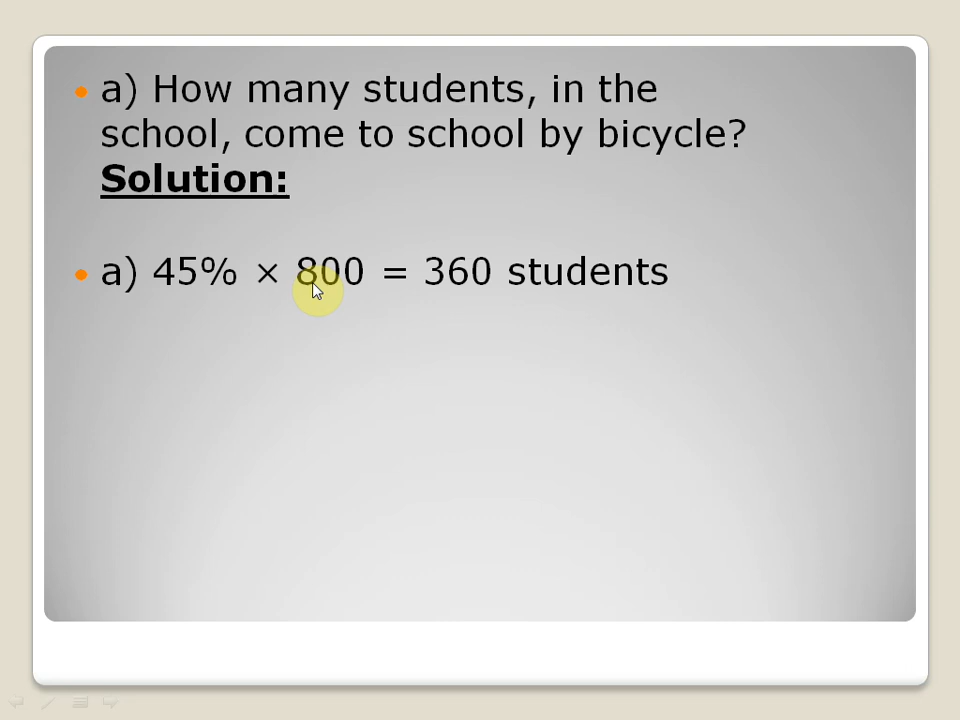 a) How many students, in the
school, come to school by bicycle?
Solution:
a) 45% × 800 = 360 students